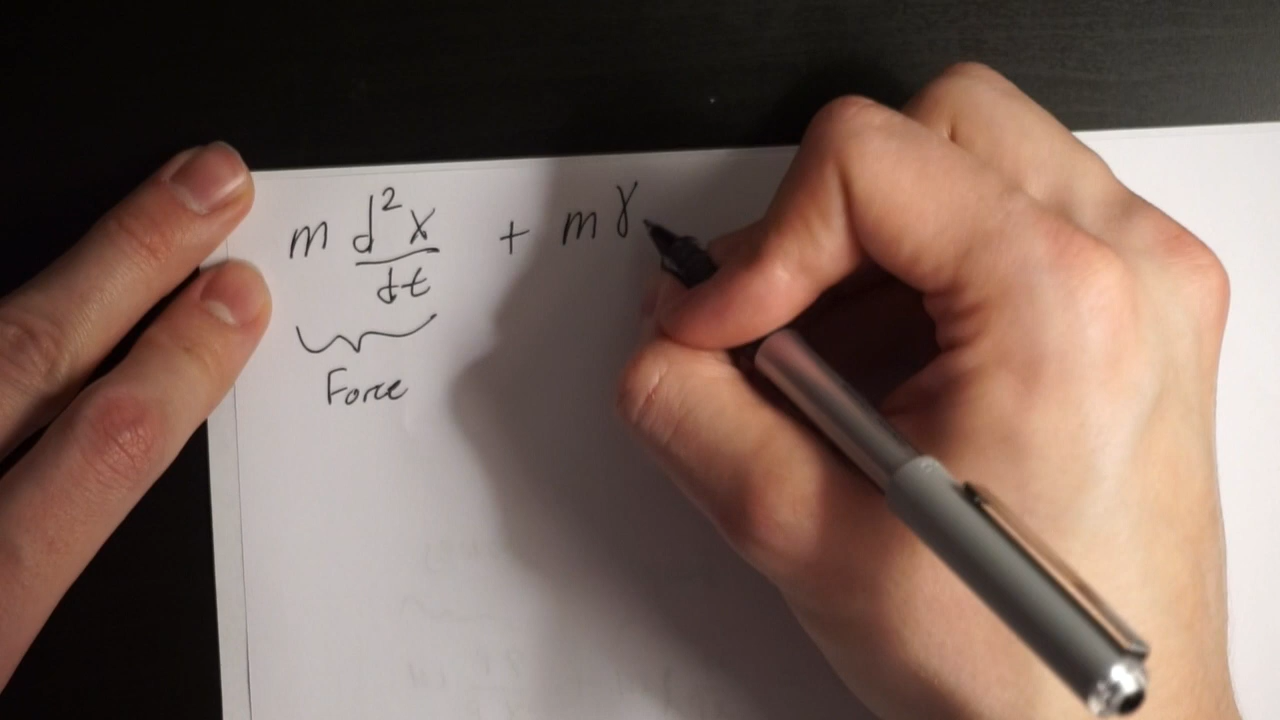 m d²x + mγ
dt
Force